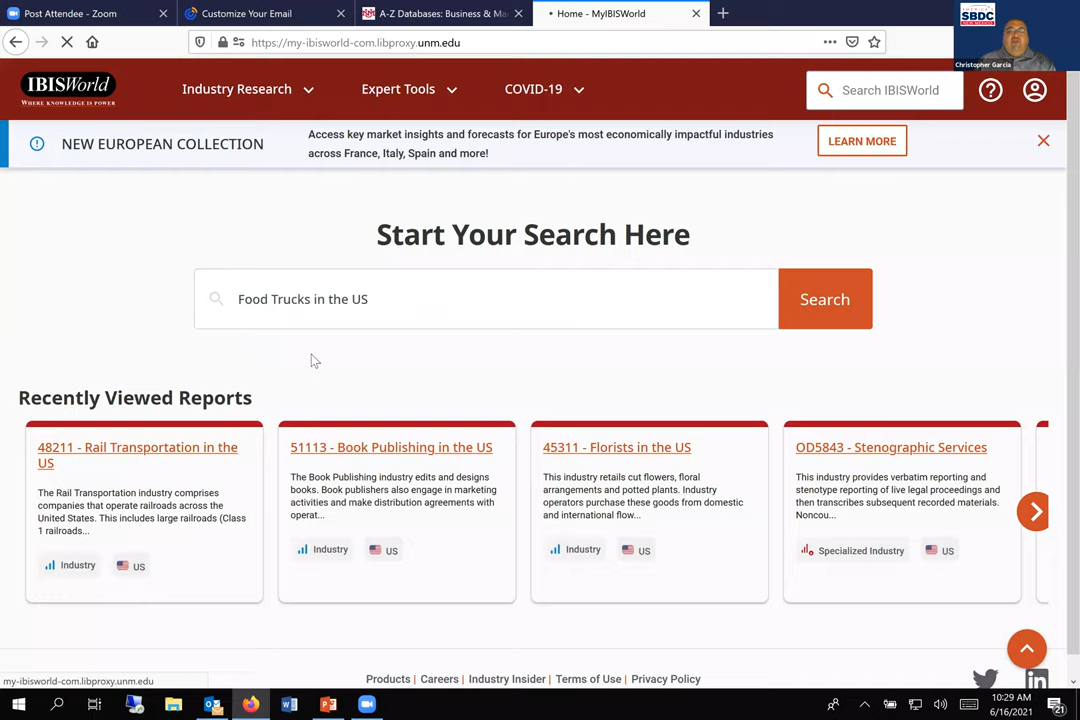 Post Attendee - Zoom
Customize Your Email
A-Z Databases: Business & Ma
Home - MyIBISWorld
https://my-ibisworld-com.libproxy.unm.edu
AMERICA'S
SBDC
NEW MEXICO
Christopher Garcia
IBISWorld
WHERE KNOWLEDGE IS POWER
Industry Research
Expert Tools
COVID-19
Search IBISWorld
NEW EUROPEAN COLLECTION
Access key market insights and forecasts for Europe's most economically impactful industries
across France, Italy, Spain and more!
LEARN MORE
Start Your Search Here
Food Trucks in the US
Search
Recently Viewed Reports
48211 - Rail Transportation in the
US
The Rail Transportation industry comprises
companies that operate railroads across the
United States. This includes large railroads (Class
1 railroads...
Industry
US
51113 - Book Publishing in the US
The Book Publishing industry edits and designs
books. Book publishers also engage in marketing
activities and make distribution agreements with
operat...
Industry
US
45311 - Florists in the US
This industry retails cut flowers, floral
arrangements and potted plants. Industry
operators purchase these goods from domestic
and international flow...
Industry
US
OD5843 - Stenographic Services
This industry provides verbatim reporting and
stenotype reporting of live legal proceedings and
then transcribes subsequent recorded materials.
Noncou...
Specialized Industry
US
my-ibisworld-com.libproxy.unm.edu
Products | Careers | Industry Insider | Terms of Use | Privacy Policy
10:29 AM
6/16/2021
21